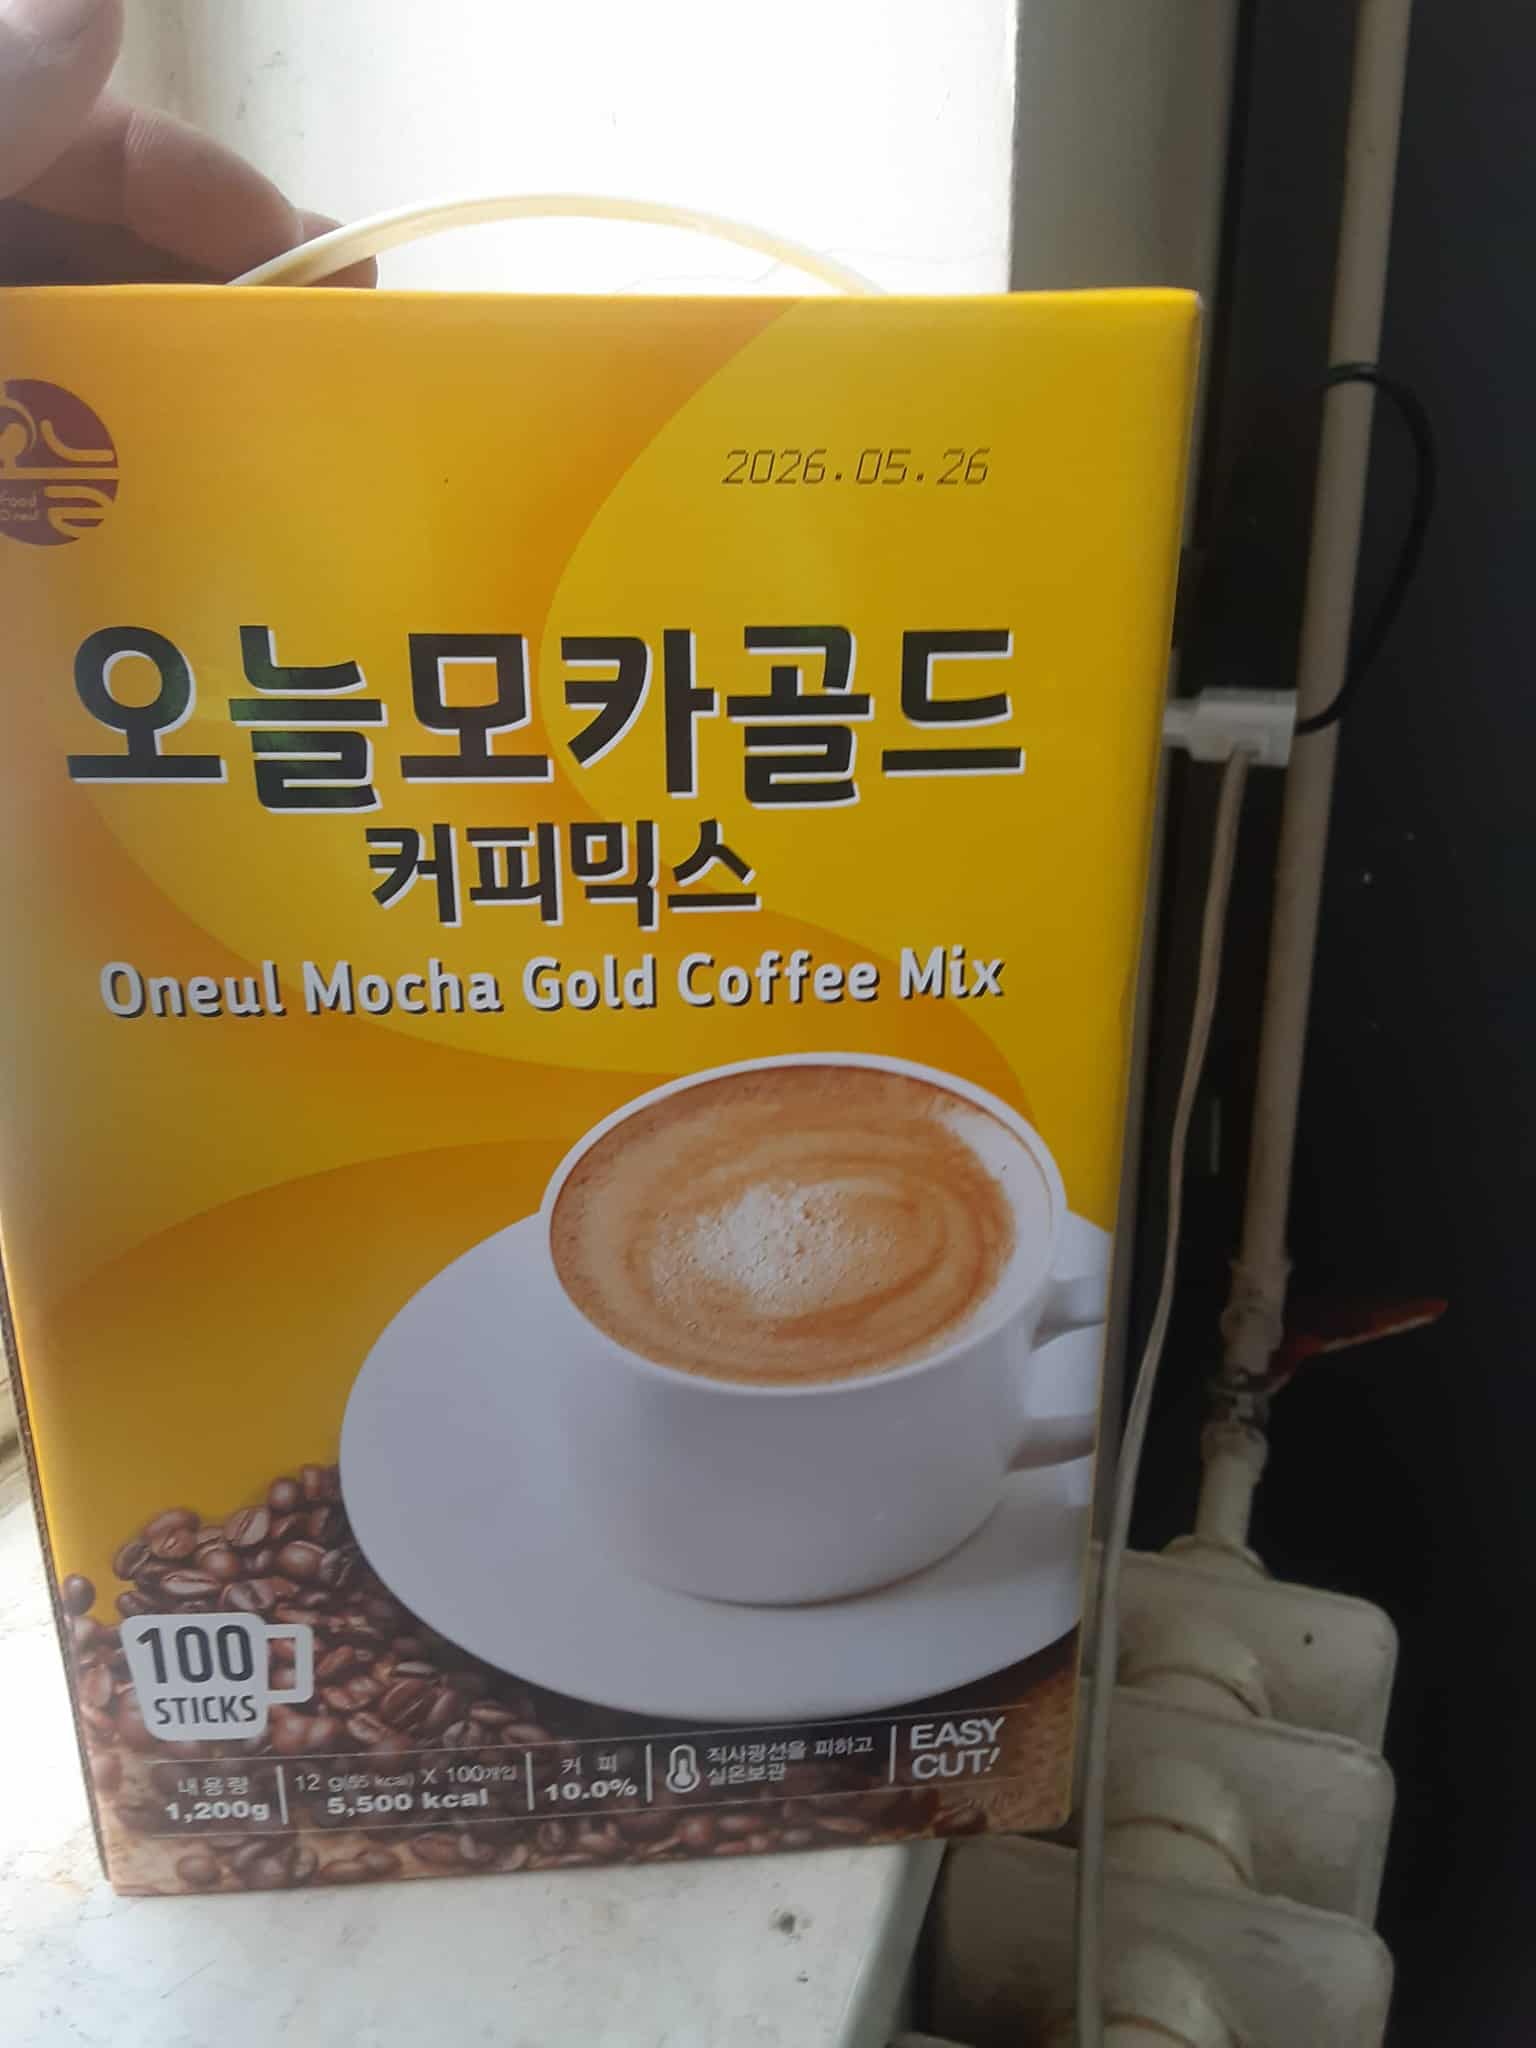 2026.05.26
Food
Oneul
오늘모카골드
커피믹스
Oneul Mocha Gold Coffee Mix
100
STICKS
내용량
1,200g
12 g(55 kcal) X 100개입
5,500 kcal
커 피
10.0%
직사광선을 피하고
실온보관
EASY
CUT!